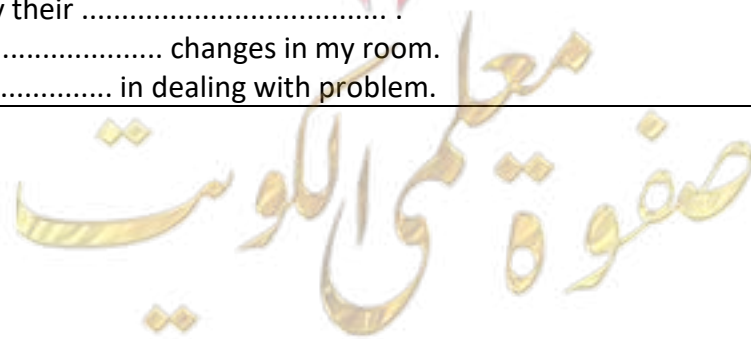 their .................................. .
.................... changes in my room.
.............. in dealing with problem.
صفوة معلمي الكويت